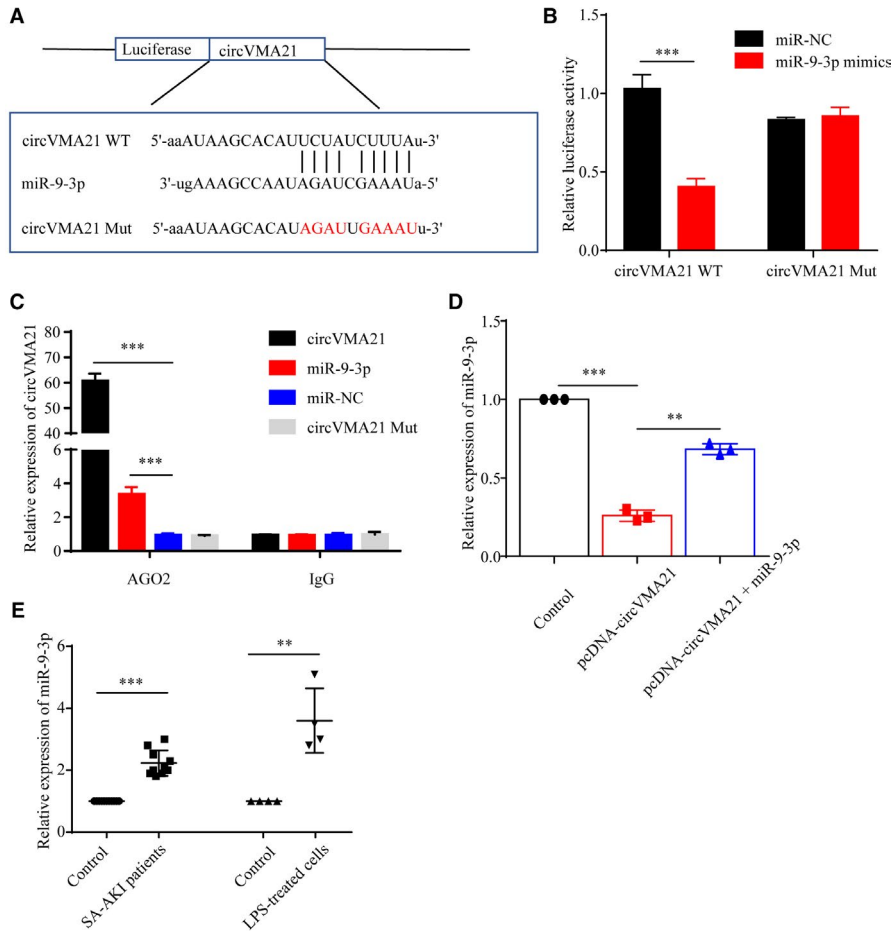 A
Luciferase circVMA21
circVMA21 WT 5'-aaAUAAGCACAUUCUAUCUUUAu-3'
miR-9-3p 3'-ugAAAGCCAAUAGAUCGAAAUa-5'
circVMA21 Mut 5'-aaAUAAGCACAUAGAUUGAAAUu-3'
B
Relative luciferase activity
1.5
1.0
0.5
0.0
***
miR-NC
miR-9-3p mimics
circVMA21 WT circVMA21 Mut
C
Relative expression of circVMA21
80
70
60
50
40
6
4
2
0
***
***
circVMA21
miR-9-3p
miR-NC
circVMA21 Mut
AGO2 IgG
D
Relative expression of miR-9-3p
1.5
1.0
0.5
0.0
***
**
Control
pcDNA-circVMA21
pcDNA-circVMA21 + miR-9-3p
E
Relative expression of miR-9-3p
6
4
2
0
***
**
Control
SA-AKI patients
Control
LPS-treated cells